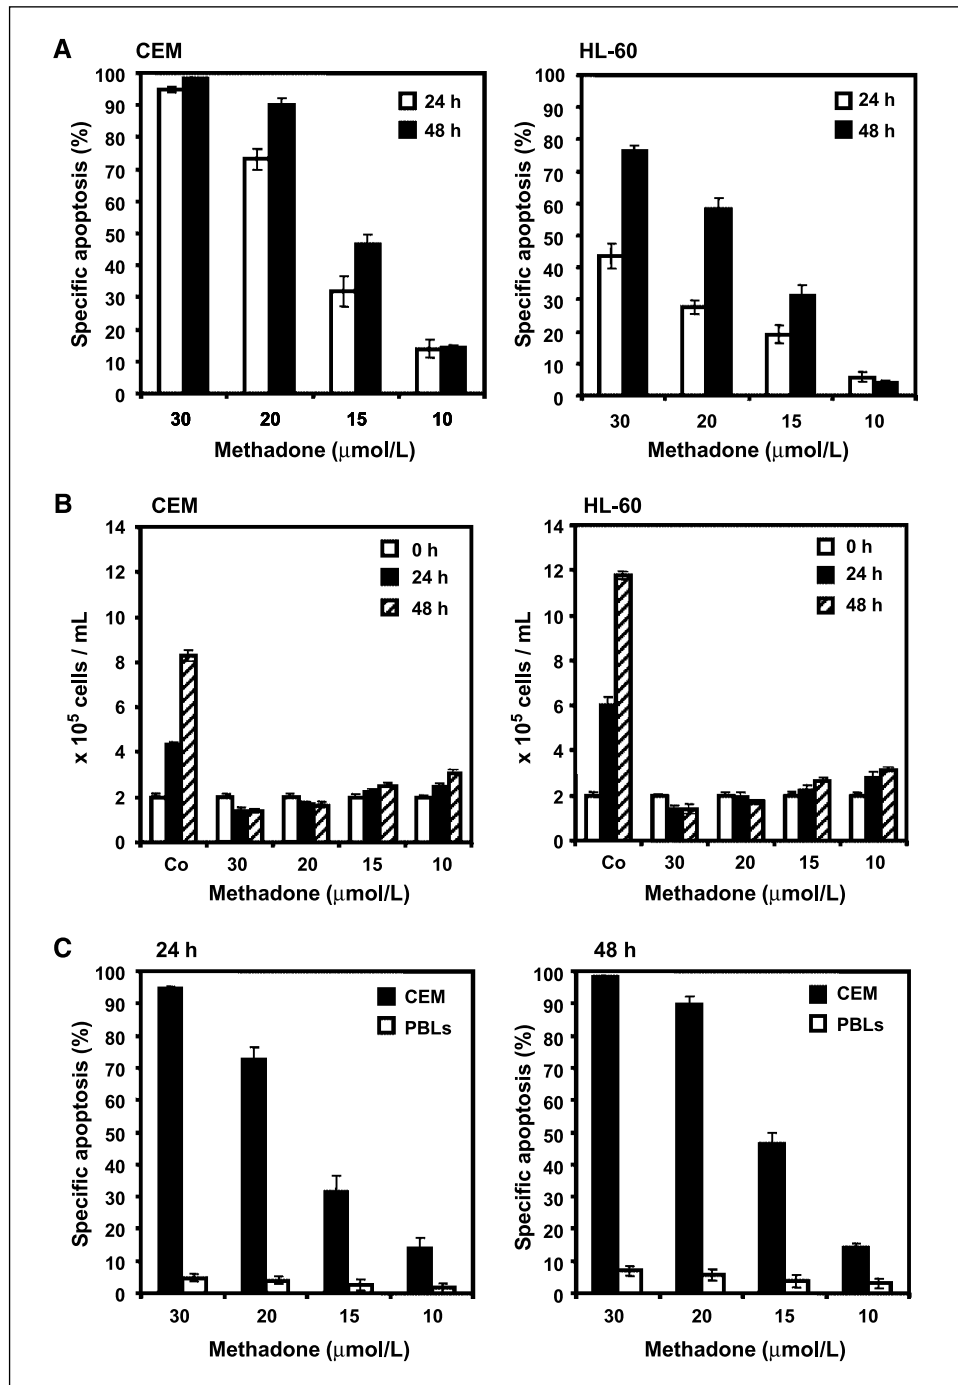 A
CEM
HL-60
Specific apoptosis (%)
100
90
80
70
60
50
40
30
20
10
0
24 h
48 h
30 20 15 10
Methadone (μmol/L)
Specific apoptosis (%)
100
90
80
70
60
50
40
30
20
10
0
24 h
48 h
30 20 15 10
Methadone (μmol/L)
B
CEM
HL-60
x 10⁵ cells / mL
14
12
10
8
6
4
2
0
0 h
24 h
48 h
Co 30 20 15 10
Methadone (μmol/L)
x 10⁵ cells / mL
14
12
10
8
6
4
2
0
0 h
24 h
48 h
Co 30 20 15 10
Methadone (μmol/L)
C
24 h
48 h
Specific apoptosis (%)
100
90
80
70
60
50
40
30
20
10
0
CEM
PBLs
30 20 15 10
Methadone (μmol/L)
Specific apoptosis (%)
100
90
80
70
60
50
40
30
20
10
0
CEM
PBLs
30 20 15 10
Methadone (μmol/L)